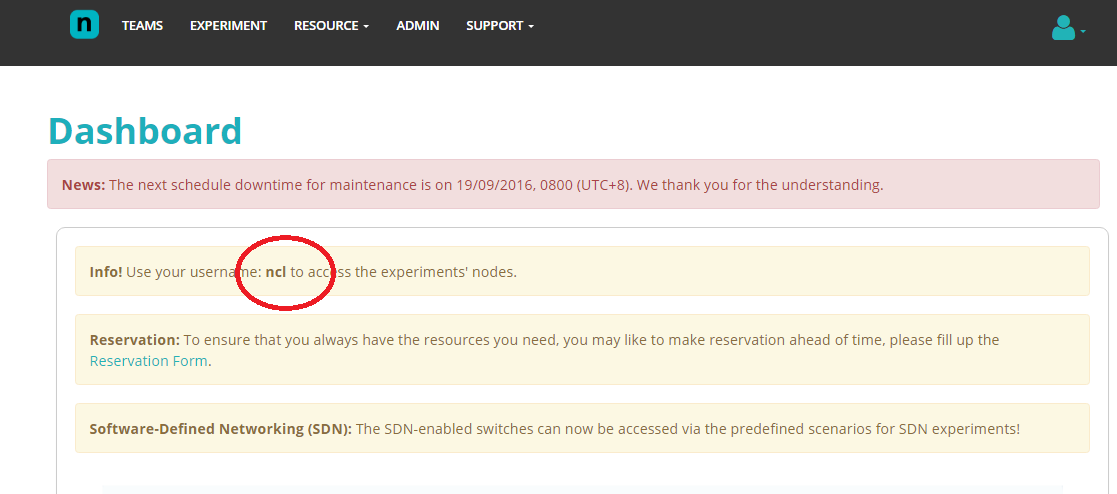 n TEAMS EXPERIMENT RESOURCE ADMIN SUPPORT
Dashboard
News: The next schedule downtime for maintenance is on 19/09/2016, 0800 (UTC+8). We thank you for the understanding.
Info! Use your username: ncl to access the experiments' nodes.
Reservation: To ensure that you always have the resources you need, you may like to make reservation ahead of time, please fill up the
Reservation Form.
Software-Defined Networking (SDN): The SDN-enabled switches can now be accessed via the predefined scenarios for SDN experiments!